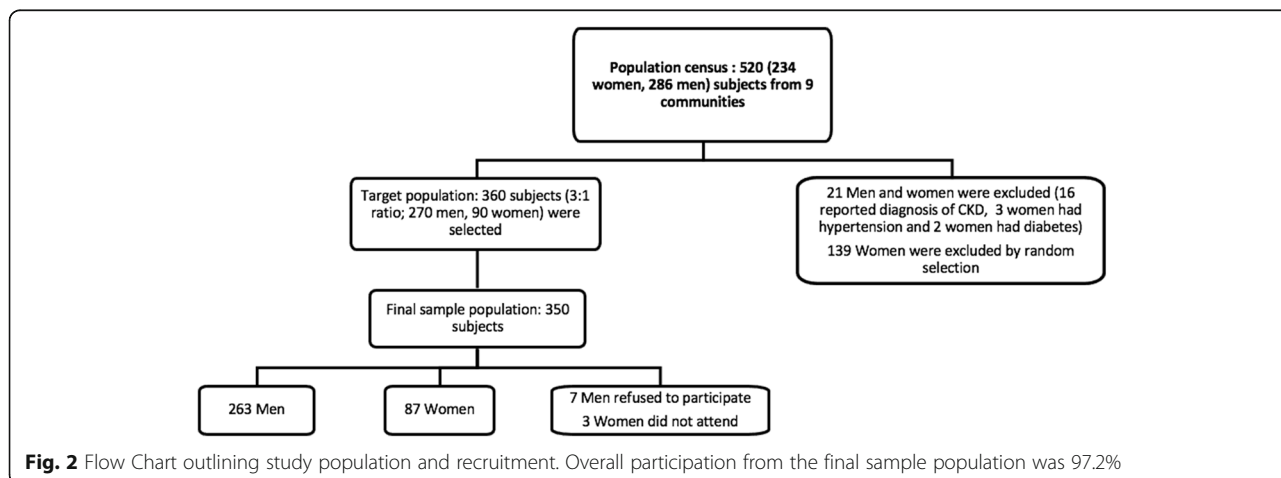 Population census : 520 (234
women, 286 men) subjects from 9
communities
Target population: 360 subjects (3:1
ratio; 270 men, 90 women) were
selected
21 Men and women were excluded (16
reported diagnosis of CKD, 3 women had
hypertension and 2 women had diabetes)
139 Women were excluded by random
selection
Final sample population: 350
subjects
263 Men
87 Women
7 Men refused to participate
3 Women did not attend
Fig. 2 Flow Chart outlining study population and recruitment. Overall participation from the final sample population was 97.2%